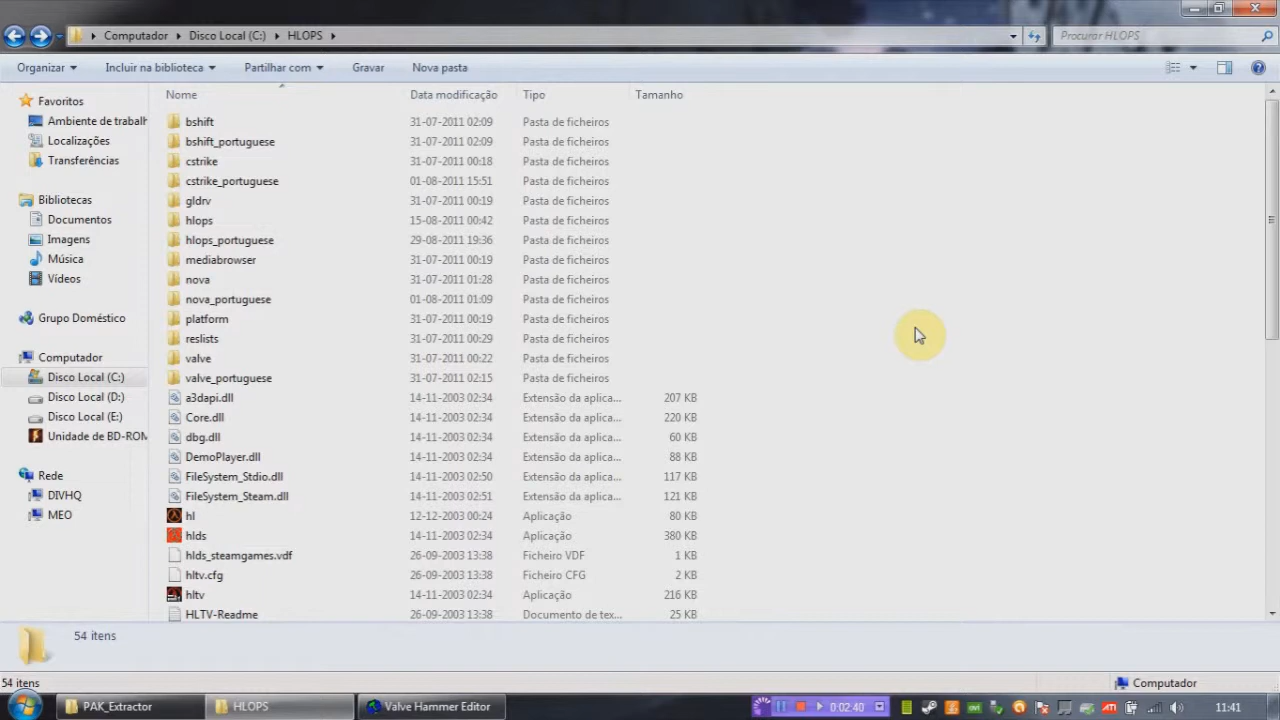 Computador Disco Local (C:) HLOPS
Procurar HLOPS
Organizar Incluir na biblioteca Partilhar com Gravar Nova pasta
Nome Data modificação Tipo Tamanho
Favoritos
Ambiente de trabalh
Localizações
Transferências
Bibliotecas
Documentos
Imagens
Música
Vídeos
Grupo Doméstico
Computador
Disco Local (C:)
Disco Local (D:)
Disco Local (E:)
Unidade de BD-ROM
Rede
DIVHQ
MEO
bshift 31-07-2011 02:09 Pasta de ficheiros
bshift_portuguese 31-07-2011 02:09 Pasta de ficheiros
cstrike 31-07-2011 00:18 Pasta de ficheiros
cstrike_portuguese 01-08-2011 15:51 Pasta de ficheiros
gldrv 31-07-2011 00:19 Pasta de ficheiros
hlops 15-08-2011 00:42 Pasta de ficheiros
hlops_portuguese 29-08-2011 19:36 Pasta de ficheiros
mediabrowser 31-07-2011 00:19 Pasta de ficheiros
nova 31-07-2011 01:28 Pasta de ficheiros
nova_portuguese 01-08-2011 01:09 Pasta de ficheiros
platform 31-07-2011 00:19 Pasta de ficheiros
reslists 31-07-2011 00:29 Pasta de ficheiros
valve 31-07-2011 00:22 Pasta de ficheiros
valve_portuguese 31-07-2011 02:15 Pasta de ficheiros
a3dapi.dll 14-11-2003 02:34 Extensão da aplica... 207 KB
Core.dll 14-11-2003 02:34 Extensão da aplica... 220 KB
dbg.dll 14-11-2003 02:34 Extensão da aplica... 60 KB
DemoPlayer.dll 14-11-2003 02:34 Extensão da aplica... 88 KB
FileSystem_Stdio.dll 14-11-2003 02:50 Extensão da aplica... 117 KB
FileSystem_Steam.dll 14-11-2003 02:51 Extensão da aplica... 121 KB
hl 12-12-2003 00:24 Aplicação 80 KB
hlds 14-11-2003 02:34 Aplicação 380 KB
hlds_steamgames.vdf 26-09-2003 13:38 Ficheiro VDF 1 KB
hltv.cfg 26-09-2003 13:38 Ficheiro CFG 2 KB
hltv 14-11-2003 02:34 Aplicação 216 KB
HLTV-Readme 26-09-2003 13:38 Documento de tex... 25 KB
54 itens
54 itens Computador
PAK_Extractor HLOPS Valve Hammer Editor 0:02:40 ATI 11:41